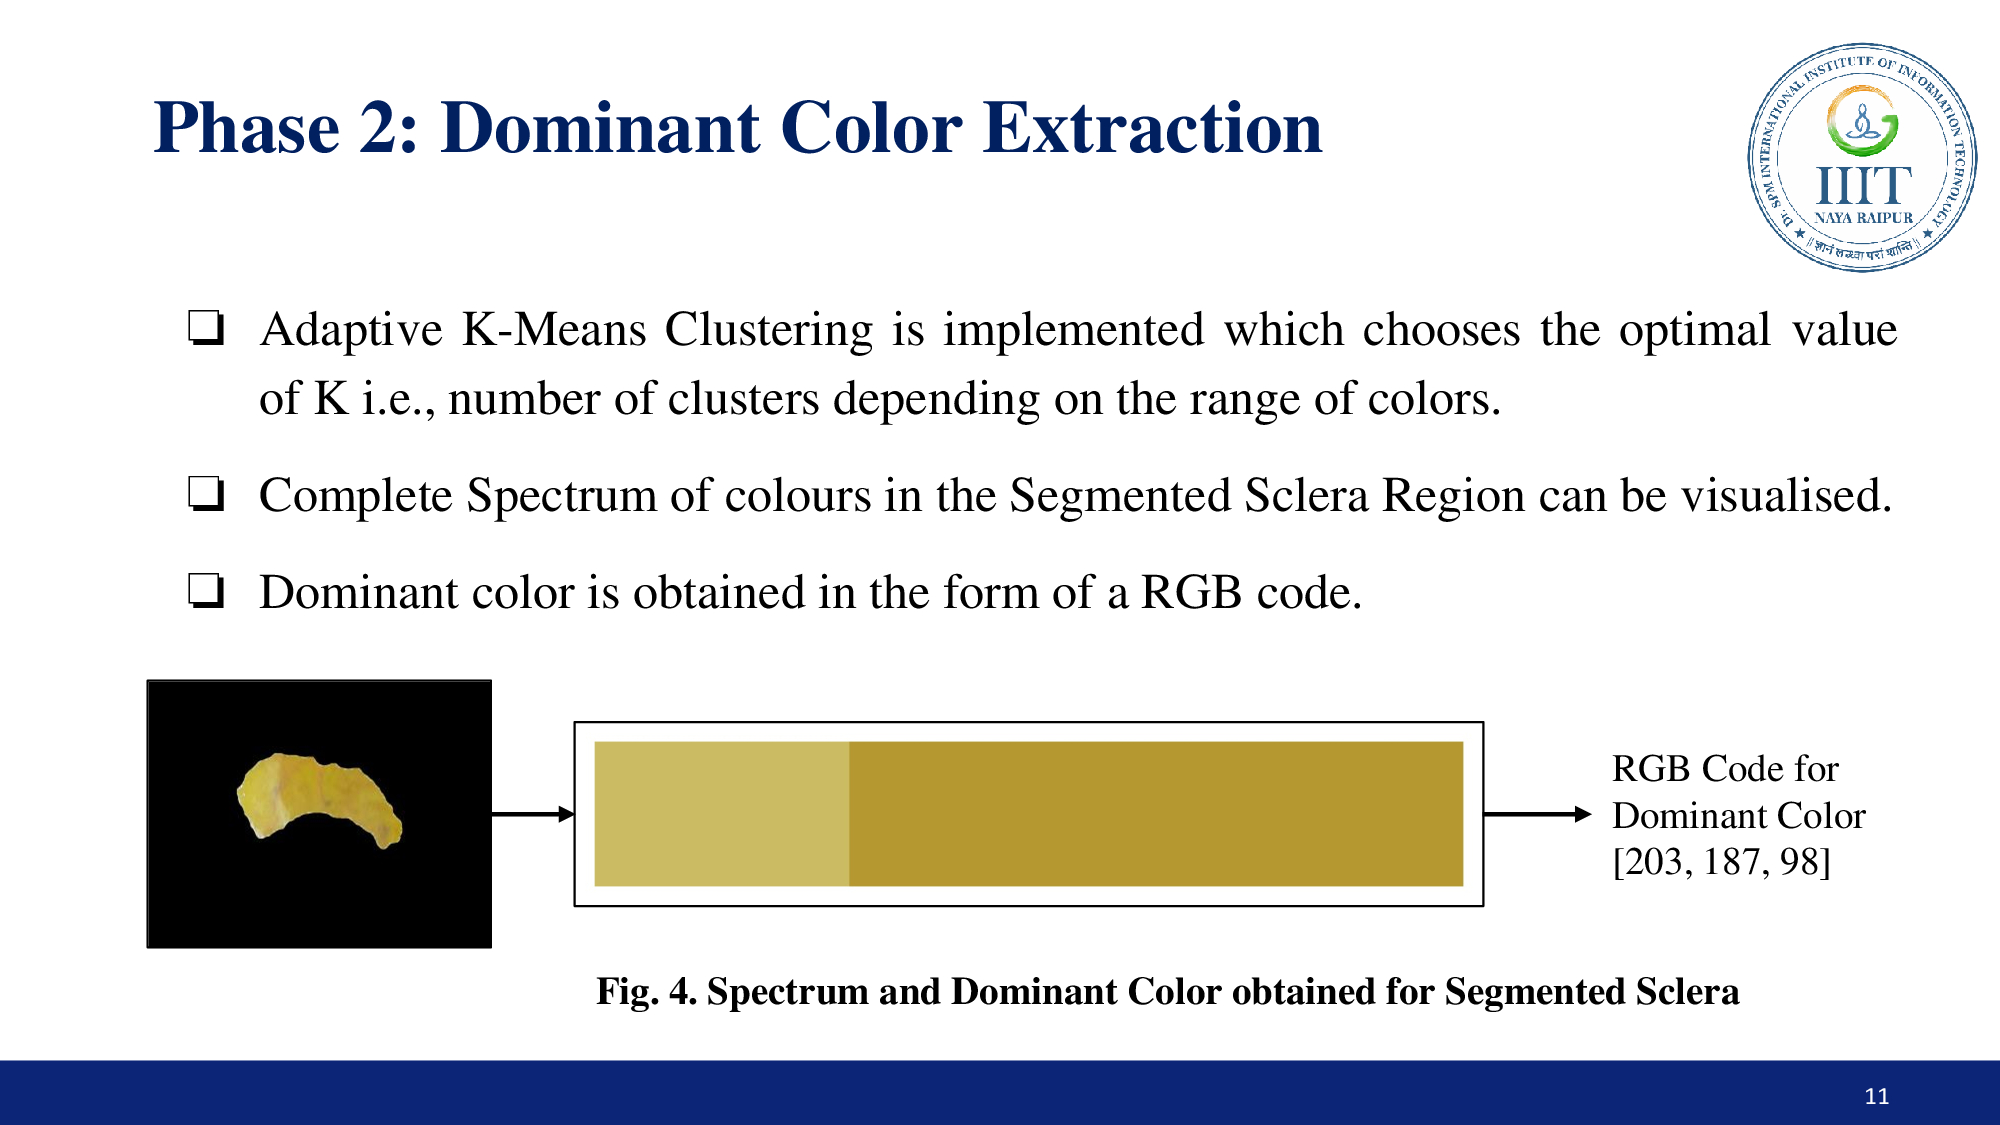 Phase 2: Dominant Color Extraction
Dr. SPM INTERNATIONAL INSTITUTE OF INFORMATION TECHNOLOGY
IIIT
NAYA RAIPUR
❏ Adaptive K-Means Clustering is implemented which chooses the optimal value
of K i.e., number of clusters depending on the range of colors.
❏ Complete Spectrum of colours in the Segmented Sclera Region can be visualised.
❏ Dominant color is obtained in the form of a RGB code.
RGB Code for
Dominant Color
[203, 187, 98]
Fig. 4. Spectrum and Dominant Color obtained for Segmented Sclera
11